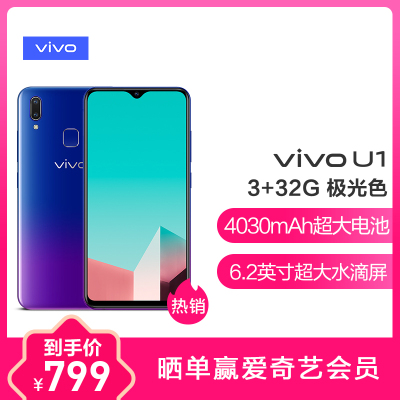 vivo
vivo
vivo U1
3+32G 极光色
4030mAh超大电池
6.2英寸超大水滴屏
热销
到手价
¥799
晒单赢爱奇艺会员